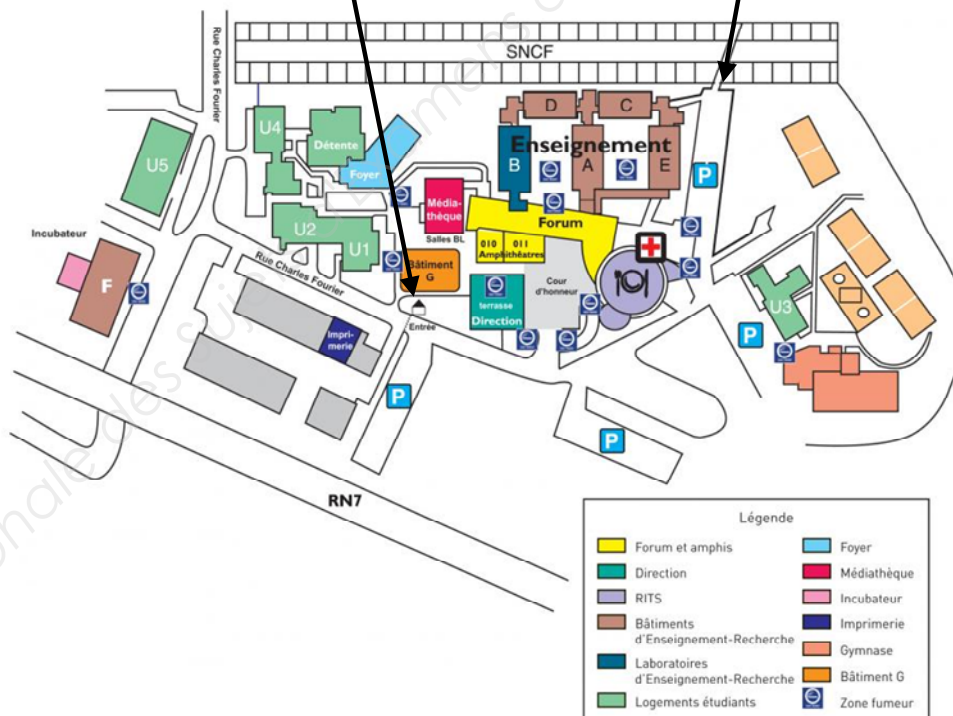 SNCF
Rue Charles Fourier
U4
Détente
Foyer
D
C
Enseignement
B
A
E
P
U5
Média-
thèque
Salles BL
Forum
U2
U1
010
011
Amphithéatres
Incubateur
F
Rue Charles Fourier
Bâtiment
G
terrasse
Direction
Cour
d'honneur
U3
Entrée
Impri-
merie
P
P
P
RN7
Légende
Forum et amphis
Direction
RITS
Bâtiments
d'Enseignement-Recherche
Laboratoires
d'Enseignement-Recherche
Logements étudiants
Foyer
Médiathèque
Incubateur
Imprimerie
Gymnase
Bâtiment G
Zone fumeur